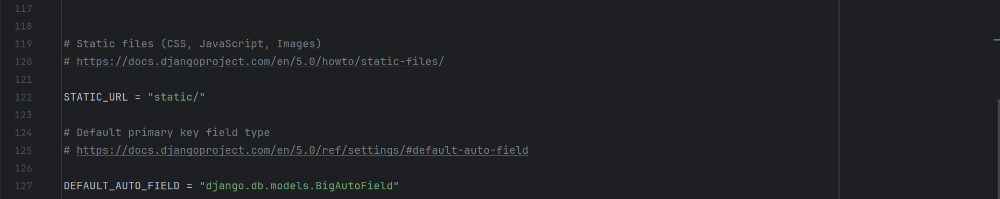 117
118
119 # Static files (CSS, JavaScript, Images)
120 # https://docs.djangoproject.com/en/5.0/howto/static-files/
121
122 STATIC_URL = "static/"
123
124 # Default primary key field type
125 # https://docs.djangoproject.com/en/5.0/ref/settings/#default-auto-field
126
127 DEFAULT_AUTO_FIELD = "django.db.models.BigAutoField"